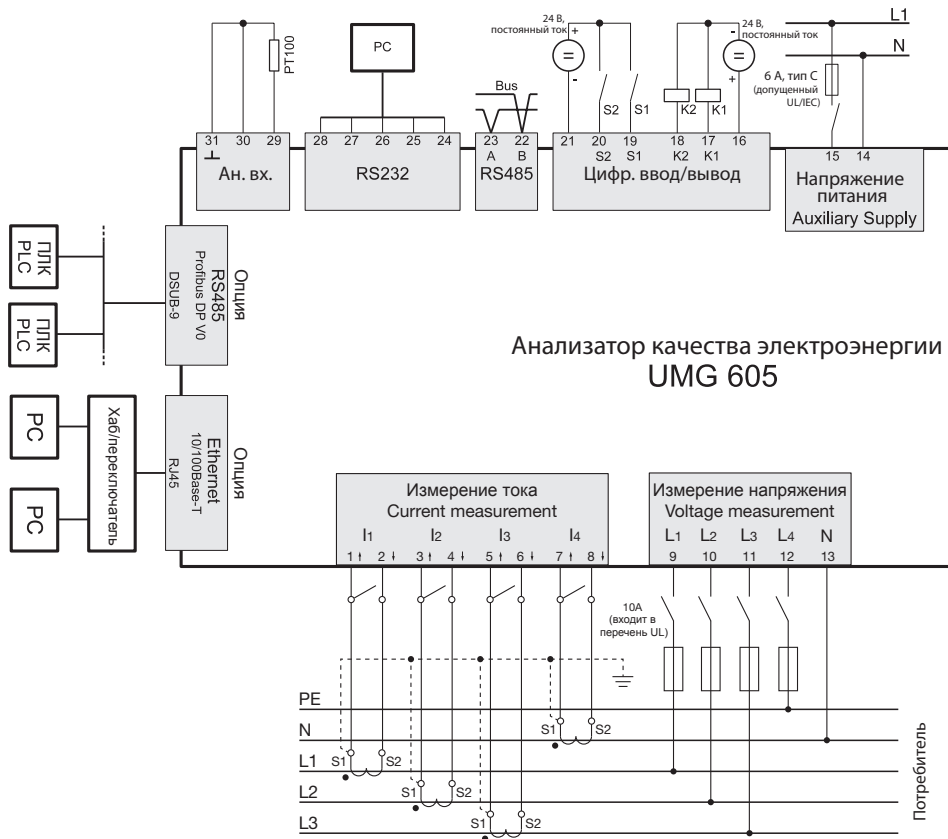 24 В,
постоянный ток
+
-
24 В,
постоянный ток
-
+
L1
N
6 А, тип C
(допущенный
UL/IEC)
PC
PT100
Bus
S2
S1
K2
K1
31
30
29
28
27
26
25
24
23
22
21
20
19
18
17
16
15
14
A
B
S2
S1
K2
K1
Ан. вх.
RS232
RS485
Цифр. ввод/вывод
Напряжение
питания
Auxiliary Supply
ПЛК
PLC
ПЛК
PLC
Опция
RS485
Profibus DP V0
DSUB-9
Анализатор качества электроэнергии
UMG 605
PC
PC
Хаб/переключатель
Опция
Ethernet
10/100Base-T
RJ45
Измерение тока
Current measurement
I1
I2
I3
I4
1
2
3
4
5
6
7
8
Измерение напряжения
Voltage measurement
L1
L2
L3
L4
N
9
10
11
12
13
10А
(входит в
перечень UL)
PE
N
L1
L2
L3
S1
S2
S1
S2
S1
S2
S1
S2
Потребитель